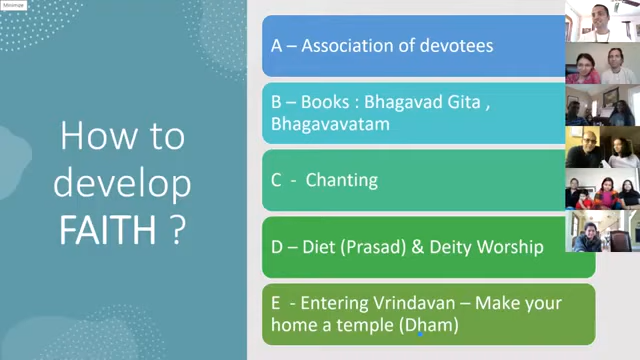 How to
develop
FAITH ?
A – Association of devotees
B – Books : Bhagavad Gita ,
Bhagavavatam
C - Chanting
D – Diet (Prasad) & Deity Worship
E - Entering Vrindavan – Make your
home a temple (Dham)